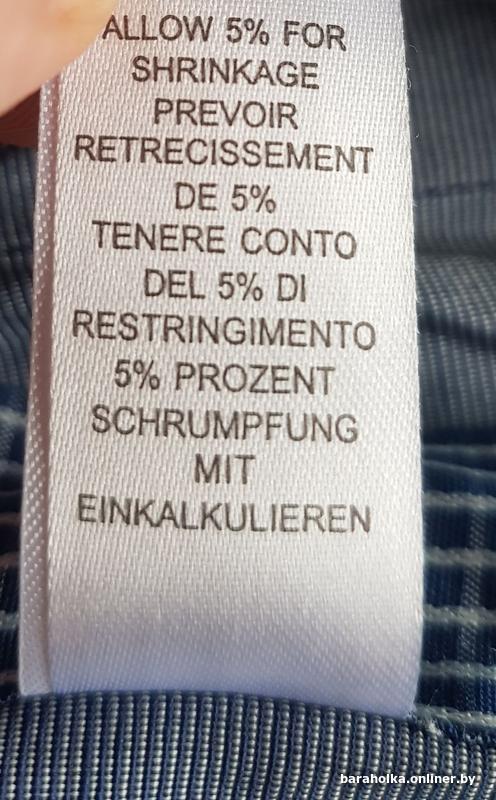 ALLOW 5% FOR
SHRINKAGE
PREVOIR
RETRECISSEMENT
DE 5%
TENERE CONTO
DEL 5% DI
RESTRINGIMENTO
5% PROZENT
SCHRUMPFUNG
MIT
EINKALKULIEREN
baraholka.onliner.by